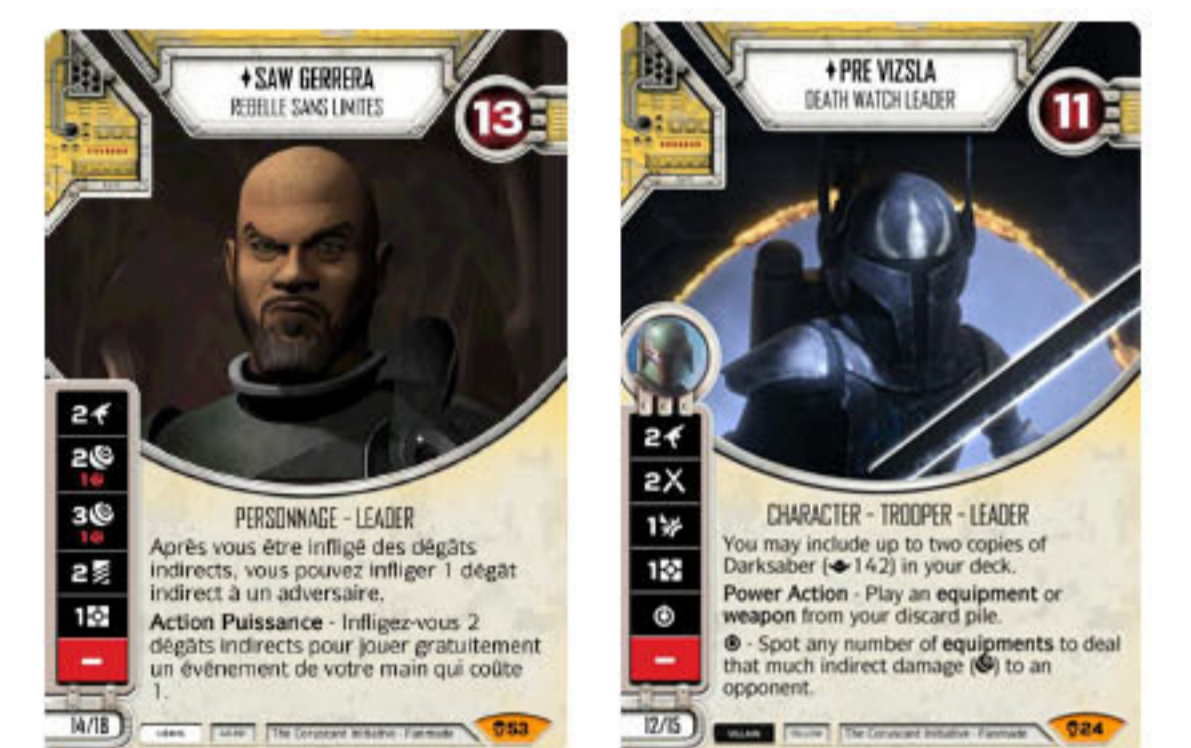 SAW GERRERA
REBELLE SANS LIMITES
13
2
2
1
3
1
2
1
PERSONNAGE - LEADER
Après vous être infligé des dégâts
indirects, vous pouvez infliger 1 dégât
indirect à un adversaire.
Action Puissance - Infligez-vous 2
dégâts indirects pour jouer gratuitement
un événement de votre main qui coûte
1.
14/18
The Coruscant Initiative - Fanmade
53
PRE VIZSLA
DEATH WATCH LEADER
11
2
2
1
1
CHARACTER - TROOPER - LEADER
You may include up to two copies of
Darksaber (142) in your deck.
Power Action - Play an equipment or
weapon from your discard pile.
- Spot any number of equipments to deal
that much indirect damage () to an
opponent.
12/15
VILLAIN
YELLOW
The Coruscant Initiative - Fanmade
24